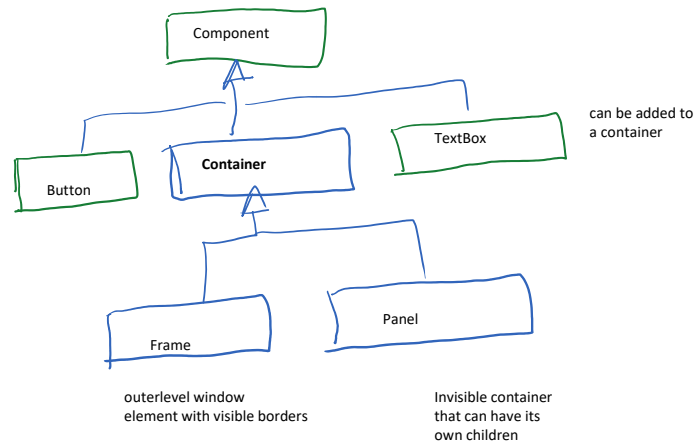 Component
can be added to
a container
TextBox
Container
Button
Panel
Frame
outerlevel window
element with visible borders
Invisible container
that can have its
own children